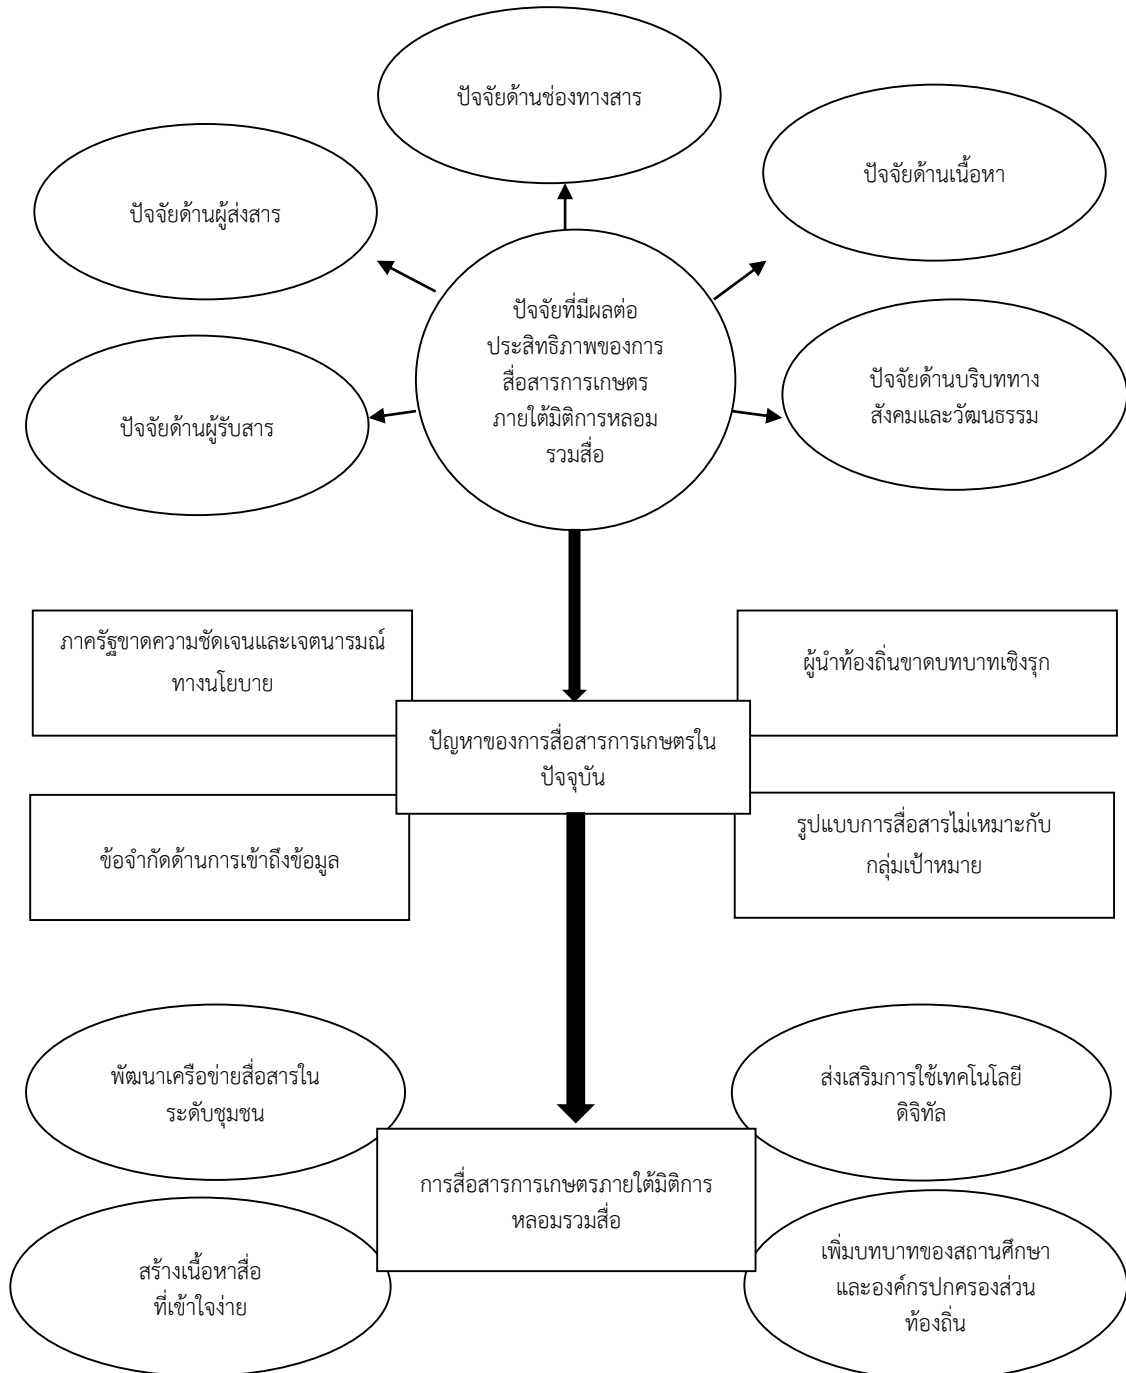 ปัจจัยด้านช่องทางสาร
ปัจจัยด้านเนื้อหา
ปัจจัยด้านผู้ส่งสาร
ปัจจัยที่มีผลต่อ
ประสิทธิภาพของการ
สื่อสารการเกษตร
ภายใต้มิติการหลอม
รวมสื่อ
ปัจจัยด้านบริบททาง
สังคมและวัฒนธรรม
ปัจจัยด้านผู้รับสาร
ภาครัฐขาดความชัดเจนและเจตนารมณ์
ทางนโยบาย
ผู้นำท้องถิ่นขาดบทบาทเชิงรุก
ปัญหาของการสื่อสารการเกษตรใน
ปัจจุบัน
ข้อจำกัดด้านการเข้าถึงข้อมูล
รูปแบบการสื่อสารไม่เหมาะกับ
กลุ่มเป้าหมาย
พัฒนาเครือข่ายสื่อสารใน
ระดับชุมชน
ส่งเสริมการใช้เทคโนโลยี
ดิจิทัล
การสื่อสารการเกษตรภายใต้มิติการ
หลอมรวมสื่อ
สร้างเนื้อหาสื่อ
ที่เข้าใจง่าย
เพิ่มบทบาทของสถานศึกษา
และองค์กรปกครองส่วน
ท้องถิ่น